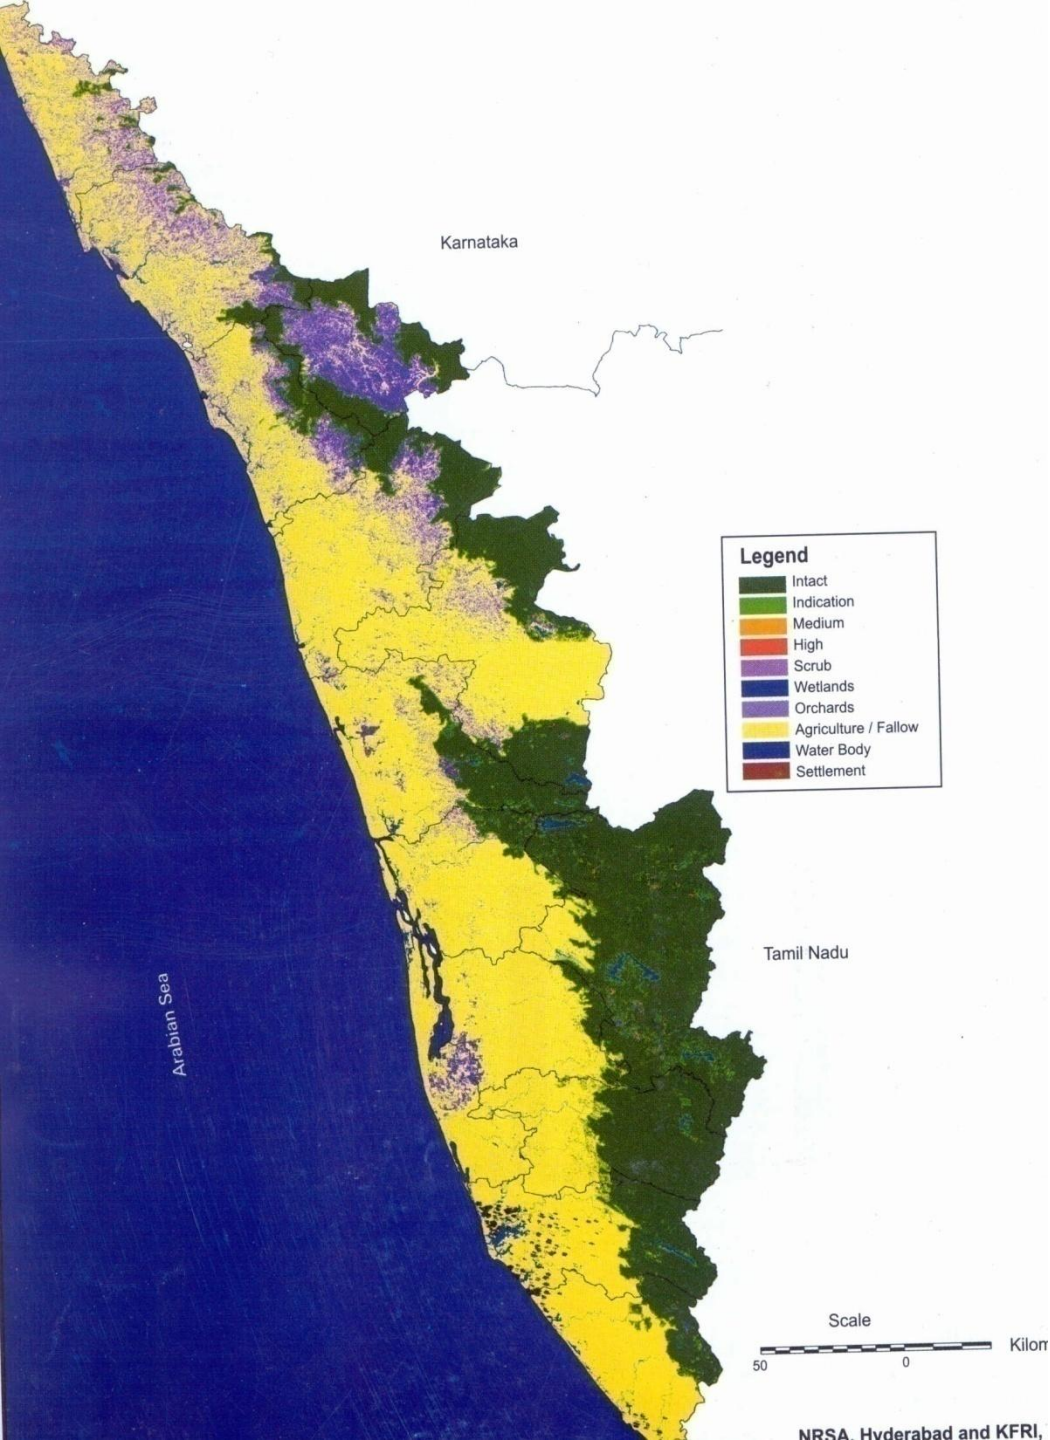 Karnataka
Legend
Intact
Indication
Medium
High
Scrub
Wetlands
Orchards
Agriculture / Fallow
Water Body
Settlement
Tamil Nadu
Arabian Sea
Scale
Kilom
50
0
NRSA, Hyderabad and KFRI,